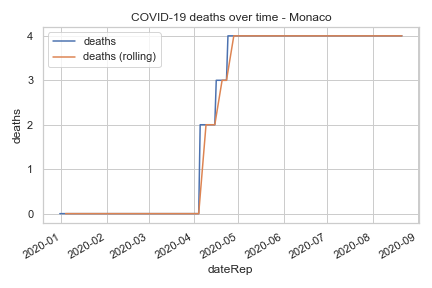 COVID-19 deaths over time - Monaco
deaths
deaths (rolling)
4
3
2
1
0
deaths
2020-01
2020-02
2020-03
2020-04
2020-05
2020-06
2020-07
2020-08
2020-09
dateRep